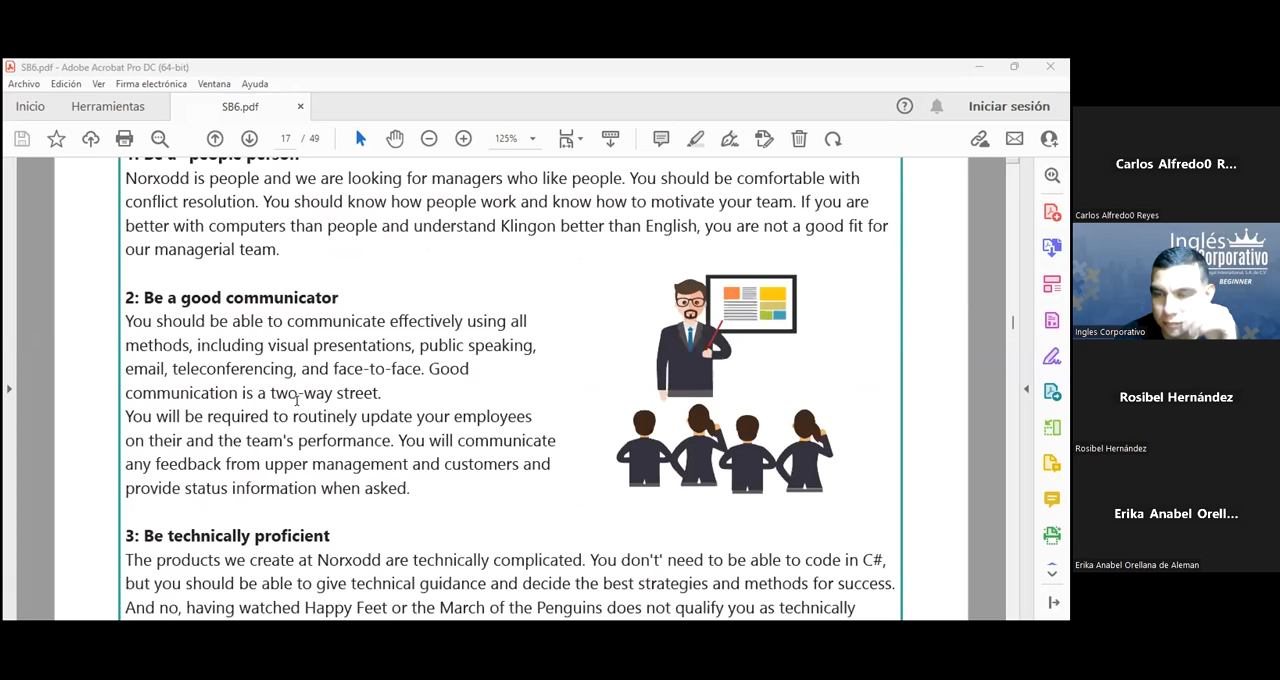 SB6.pdf - Adobe Acrobat Pro DC (64-bit)
Archivo Edición Ver Firma electrónica Ventana Ayuda
Inicio Herramientas SB6.pdf × Iniciar sesión
17 / 49 125%
1: Be a "people person"
Norxodd is people and we are looking for managers who like people. You should be comfortable with
conflict resolution. You should know how people work and know how to motivate your team. If you are
better with computers than people and understand Klingon better than English, you are not a good fit for
our managerial team.
2: Be a good communicator
You should be able to communicate effectively using all
methods, including visual presentations, public speaking,
email, teleconferencing, and face-to-face. Good
communication is a two-way street.
You will be required to routinely update your employees
on their and the team's performance. You will communicate
any feedback from upper management and customers and
provide status information when asked.
3: Be technically proficient
The products we create at Norxodd are technically complicated. You don't' need to be able to code in C#,
but you should be able to give technical guidance and decide the best strategies and methods for success.
And no, having watched Happy Feet or the March of the Penguins does not qualify you as technically
Carlos Alfredo0 R...
Carlos Alfredo0 Reyes
Inglés
Corporativo
BEGINNER
Ingles Corporativo
Rosibel Hernández
Rosibel Hernández
Erika Anabel Orell...
Erika Anabel Orellana de Aleman